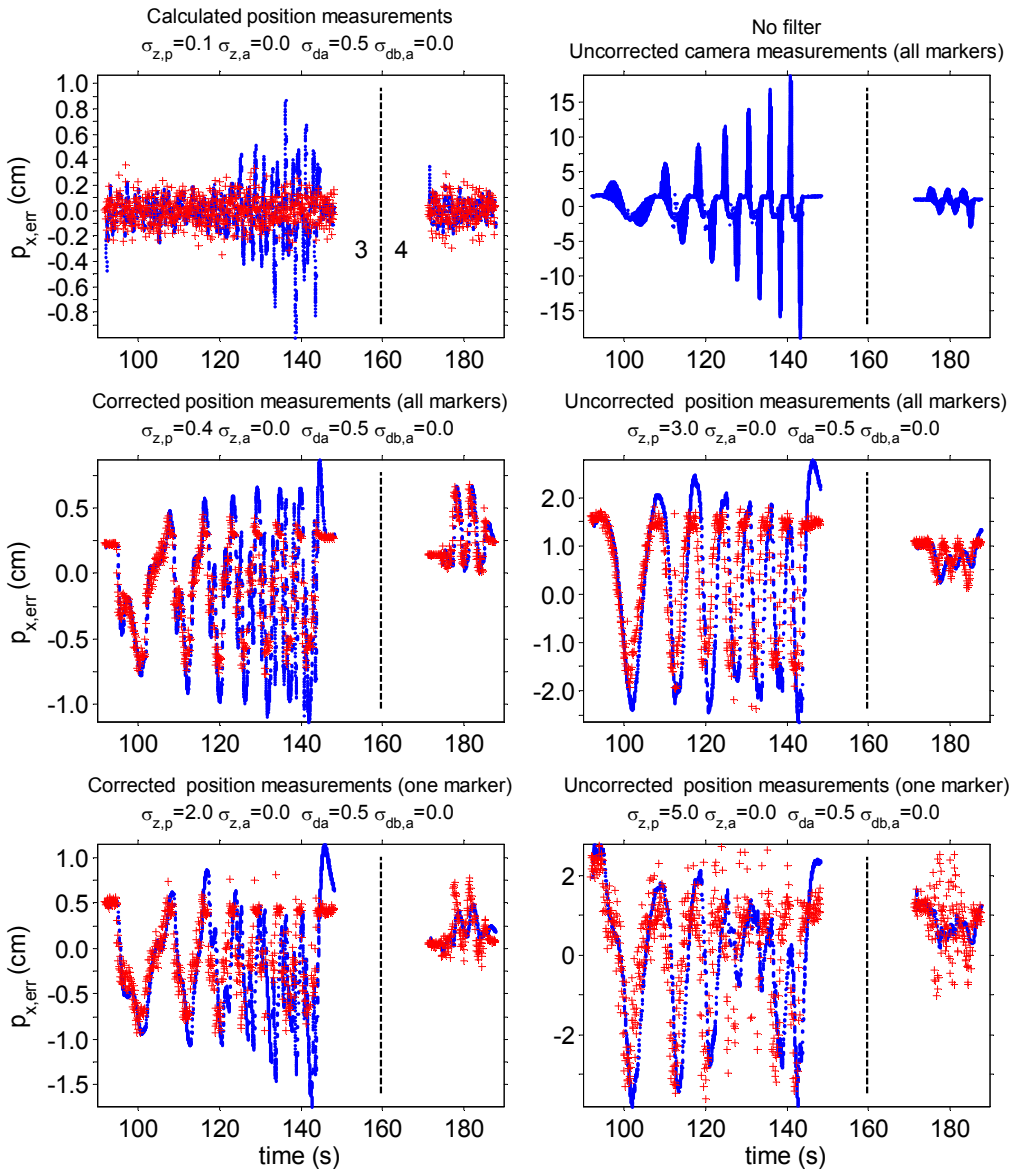 Calculated position measurements
σz,p=0.1 σz,a=0.0 σda=0.5 σdb,a=0.0
No filter
Uncorrected camera measurements (all markers)
1.0
0.8
0.6
0.4
0.2
0.0
-0.2
-0.4
-0.6
-0.8
px,err (cm)
3 4
100 120 140 160 180
15
10
5
0
-5
-10
-15
100 120 140 160 180
Corrected position measurements (all markers)
σz,p=0.4 σz,a=0.0 σda=0.5 σdb,a=0.0
Uncorrected position measurements (all markers)
σz,p=3.0 σz,a=0.0 σda=0.5 σdb,a=0.0
0.5
0.0
-0.5
-1.0
px,err (cm)
100 120 140 160 180
2.0
1.0
0.0
-1.0
-2.0
100 120 140 160 180
Corrected position measurements (one marker)
σz,p=2.0 σz,a=0.0 σda=0.5 σdb,a=0.0
Uncorrected position measurements (one marker)
σz,p=5.0 σz,a=0.0 σda=0.5 σdb,a=0.0
1.0
0.5
0.0
-0.5
-1.0
-1.5
px,err (cm)
100 120 140 160 180
time (s)
2
0
-2
100 120 140 160 180
time (s)